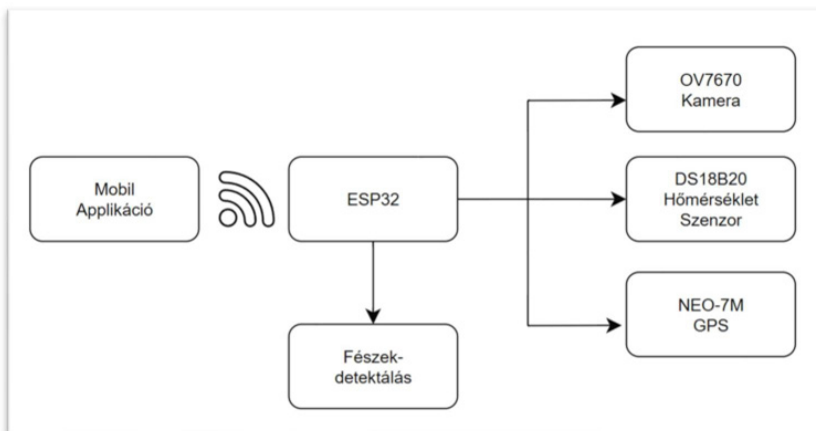 Mobil
Applikáció
ESP32
Fészek-
detektálás
OV7670
Kamera
DS18B20
Hőmérséklet
Szenzor
NEO-7M
GPS